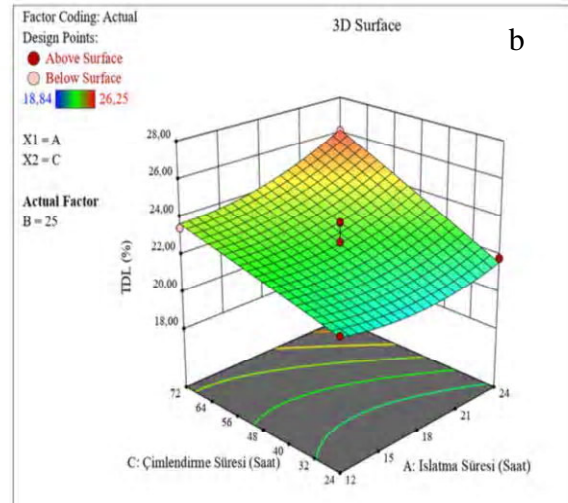 Factor Coding: Actual
3D Surface
b
Design Points:
Above Surface
Below Surface
18,84 26,25
X1 = A
X2 = C
Actual Factor
B = 25
28,00
26,00
24,00
22,00
20,00
18,00
TDL (%)
72
64
56
48
40
32
24
12
15
18
21
24
C: Çimlendirme Süresi (Saat)
A: Islatma Süresi (Saat)